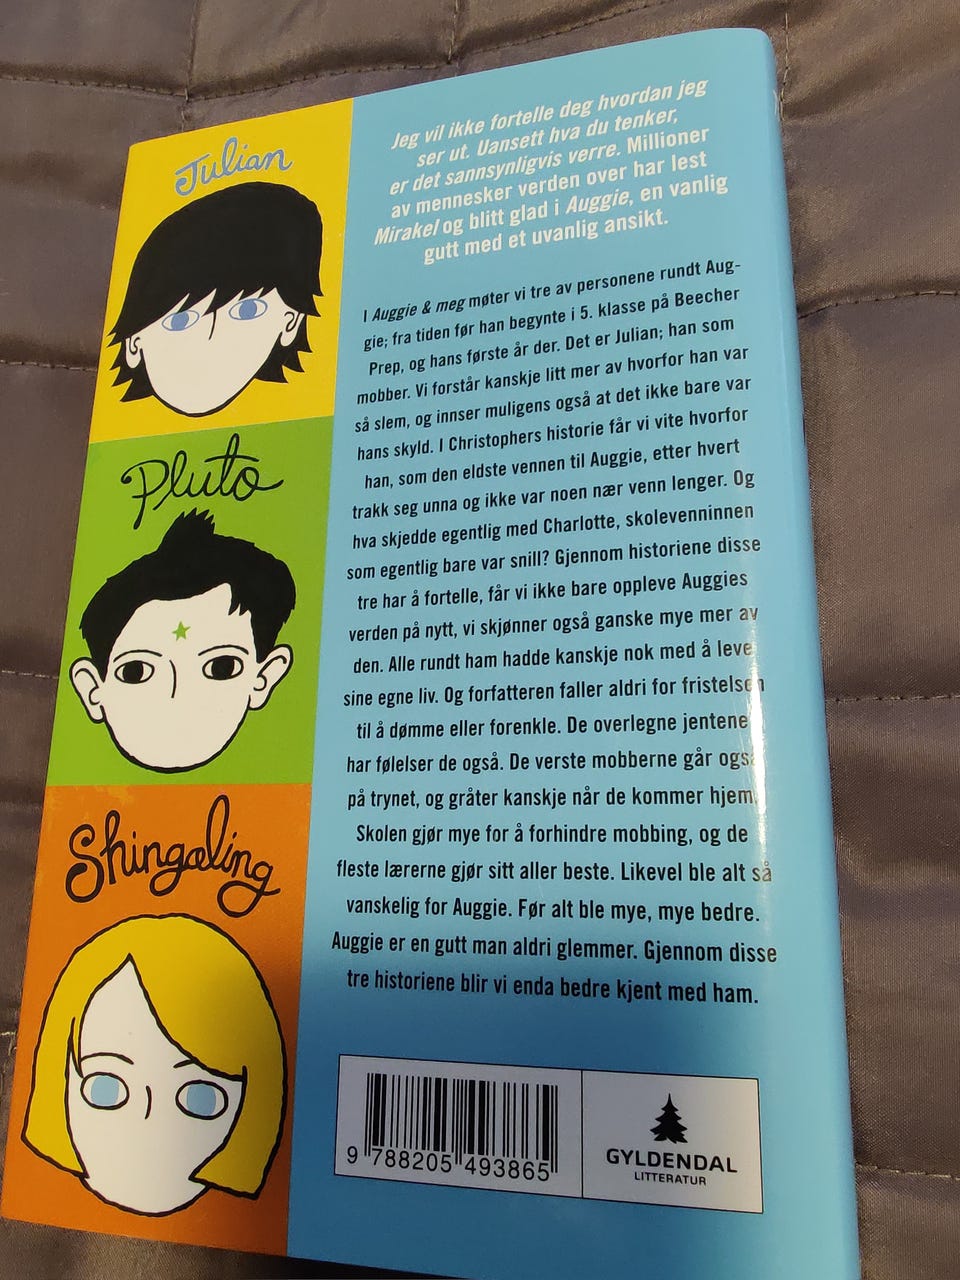 Julian
Pluto
Shingaling
Jeg vil ikke fortelle deg hvordan jeg
ser ut. Uansett hva du tenker,
er det sannsynligvis verre. Millioner
av mennesker verden over har lest
Mirakel og blitt glad i Auggie, en vanlig
gutt med et uvanlig ansikt.
I Auggie & meg møter vi tre av personene rundt Aug-
gie; fra tiden før han begynte i 5. klasse på Beecher
Prep, og hans første år der. Det er Julian; han som
mobber. Vi forstår kanskje litt mer av hvorfor han var
så slem, og innser muligens også at det ikke bare var
hans skyld. I Christophers historie får vi vite hvorfor
han, som den eldste vennen til Auggie, etter hvert
trakk seg unna og ikke var noen nær venn lenger. Og
hva skjedde egentlig med Charlotte, skolevenninnen
som egentlig bare var snill? Gjennom historiene disse
tre har å fortelle, får vi ikke bare oppleve Auggies
verden på nytt, vi skjønner også ganske mye mer av
den. Alle rundt ham hadde kanskje nok med å leve
sine egne liv. Og forfatteren faller aldri for fristelsen
til å dømme eller forenkle. De overlegne jentene
har følelser de også. De verste mobberne går også
på trynet, og gråter kanskje når de kommer hjem.
Skolen gjør mye for å forhindre mobbing, og de
fleste lærerne gjør sitt aller beste. Likevel ble alt så
vanskelig for Auggie. Før alt ble mye, mye bedre.
Auggie er en gutt man aldri glemmer. Gjennom disse
tre historiene blir vi enda bedre kjent med ham.
9 788205 493865
GYLDENDAL
LITTERATUR